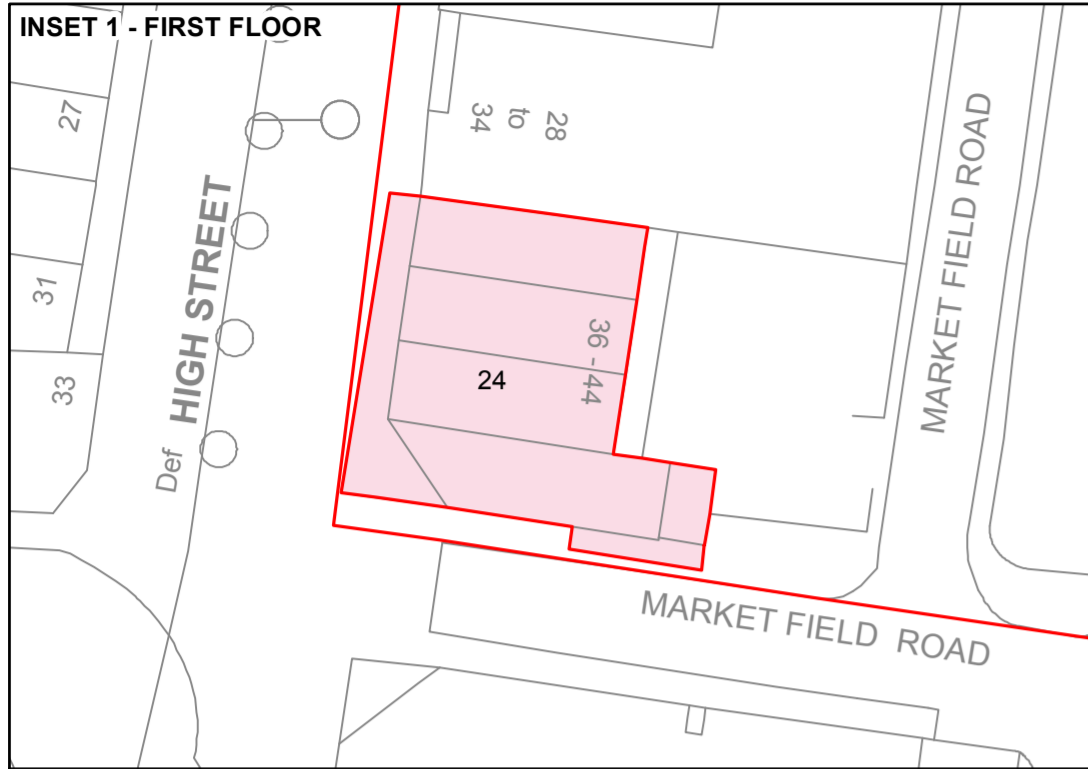 INSET 1 - FIRST FLOOR
27
28
to
34
31
33
Def
HIGH STREET
36 - 44
24
MARKET FIELD ROAD
MARKET FIELD ROAD